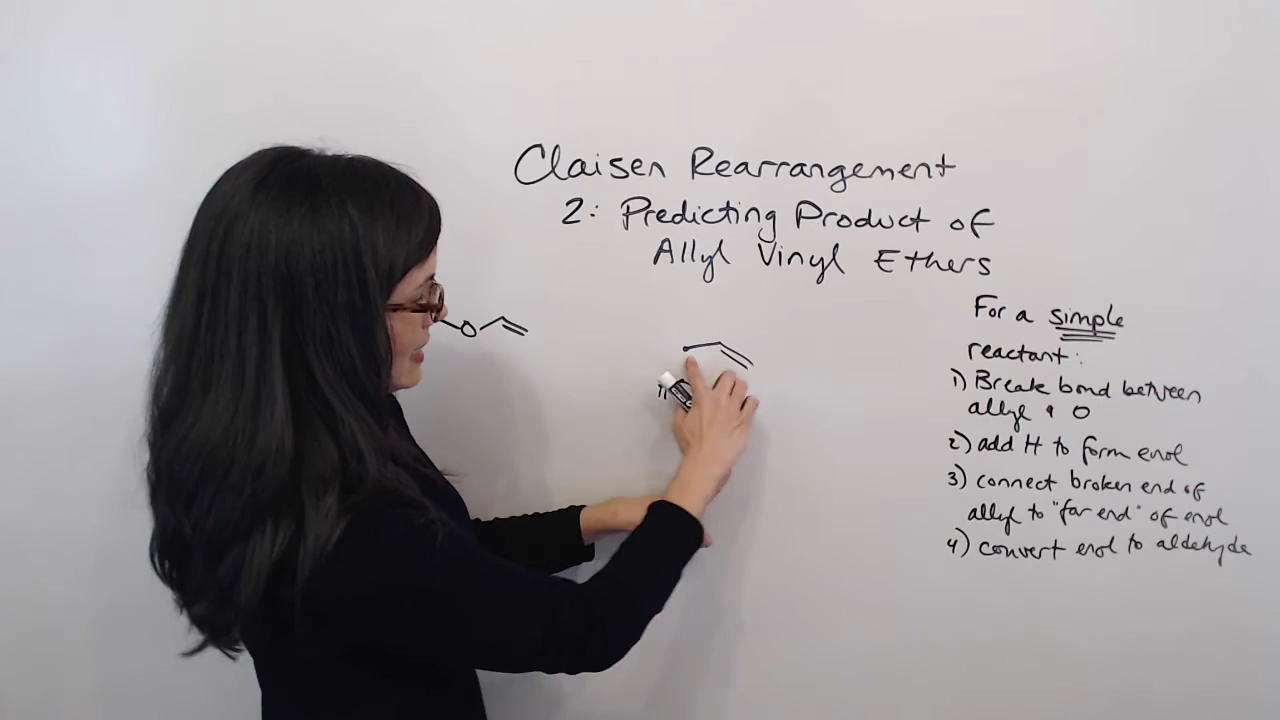 Claisen Rearrangement
2: Predicting Product of
Allyl Vinyl Ethers
For a simple
reactant:
1) Break bond between
allyl & O
2) add H to form enol
3) connect broken end of
allyl to "far end" of enol
4) convert enol to aldehyde
O